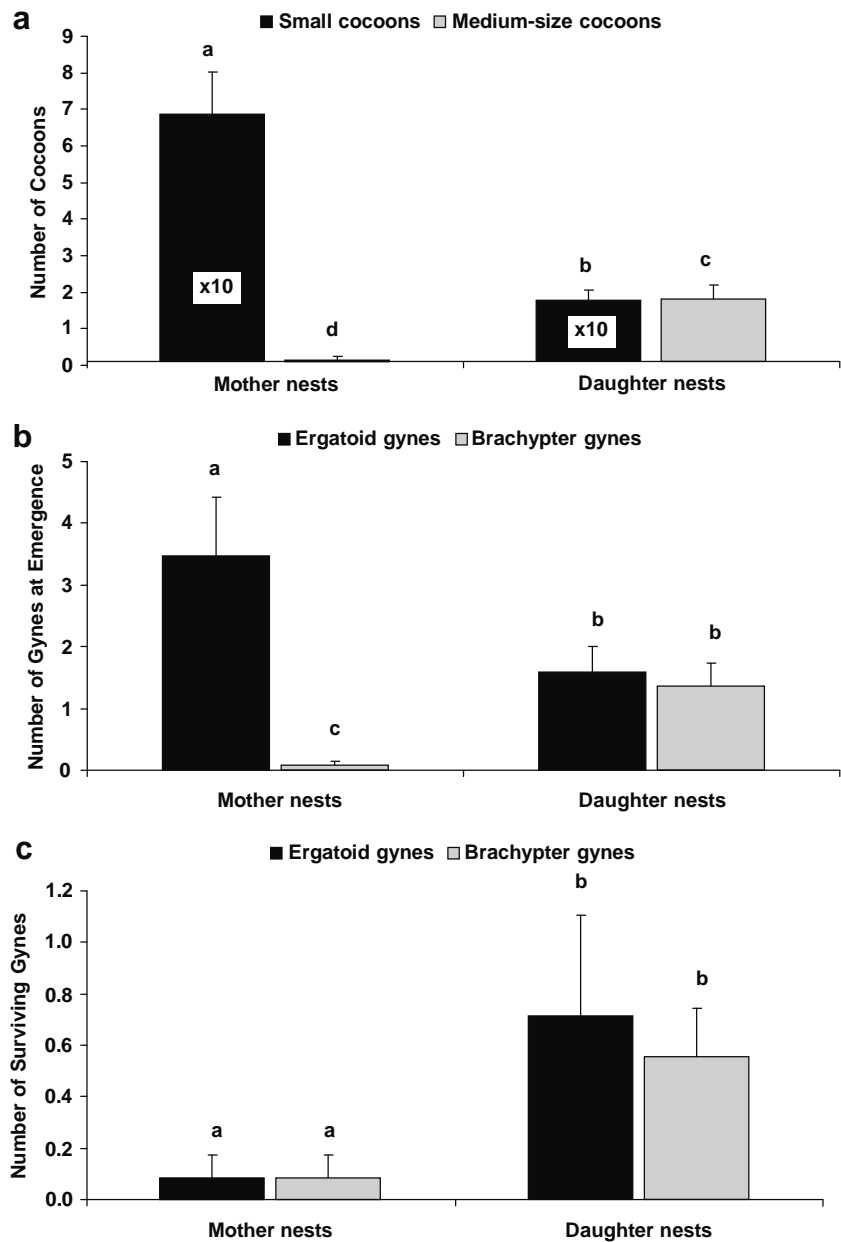 a
Small cocoons Medium-size cocoons
Number of Cocoons
9
8
7
6
5
4
3
2
1
0
a
x10
d
b
x10
c
Mother nests Daughter nests
b
Ergatoid gynes Brachypter gynes
Number of Gynes at Emergence
5
4
3
2
1
0
a
c
b
b
Mother nests Daughter nests
c
Ergatoid gynes Brachypter gynes
Number of Surviving Gynes
1.2
1.0
0.8
0.6
0.4
0.2
0.0
a
a
b
b
Mother nests Daughter nests